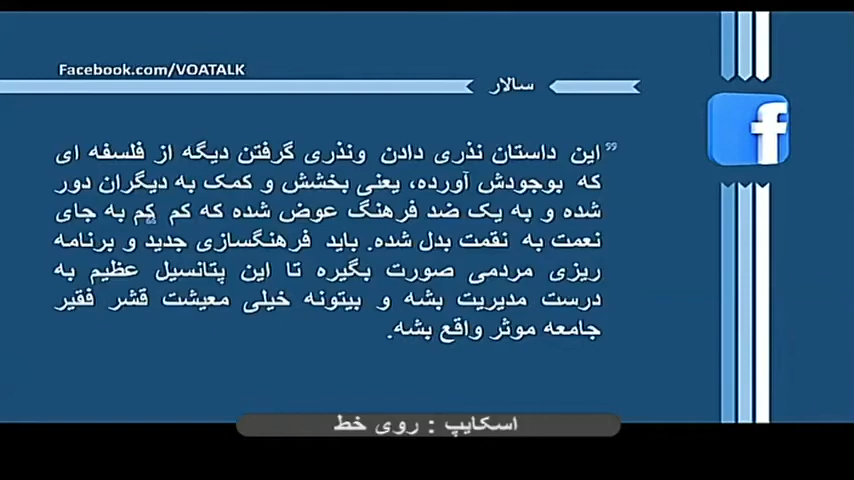 Facebook.com/VOATALK
سالار
این داستان نذری دادن ونذری گرفتن دیگه از فلسفه ای
که بوجودش آورده، یعنی بخشش و کمک به دیگران دور
شده و به یک ضد فرهنگ عوض شده که کم کم به جای
نعمت به نقمت بدل شده. باید فرهنگسازی جدید و برنامه
ریزی مردمی صورت بگیره تا این پتانسیل عظیم به
درست مدیریت بشه و بیتونه خیلی معیشت قشر فقیر
جامعه موثر واقع بشه.
اسکایپ : روی خط